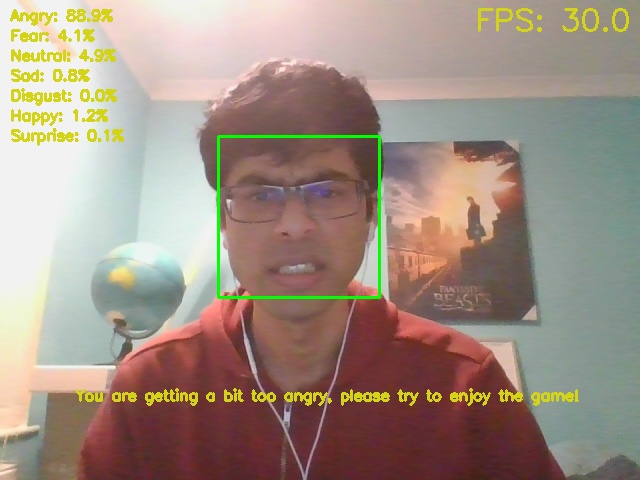 Angry: 88.9%
FPS: 30.0
Fear: 4.1%
Neutral: 4.9%
Sad: 0.8%
Disgust: 0.0%
Happy: 1.2%
Surprise: 0.1%
FANTASTIC
BEASTS
You are getting a bit too angry, please try to enjoy the game!